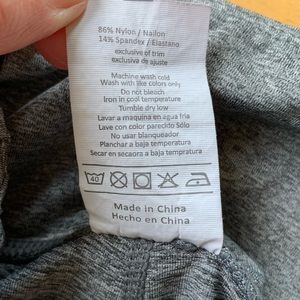 86% Nylon / Nailon
14% Spandex / Elastano
exclusive of trim
exclusiva de ajuste
Machine wash cold
Wash with like colors only
Do not bleach
Iron in cool temperature
Tumble dry low
Lavar a maquina en agua fria
Lave con color parecido Sólo
No usar blanqueador
Planchar a baja temperatura
Secar en secaora a baja temperatura
40
Made in China
Hecho en China